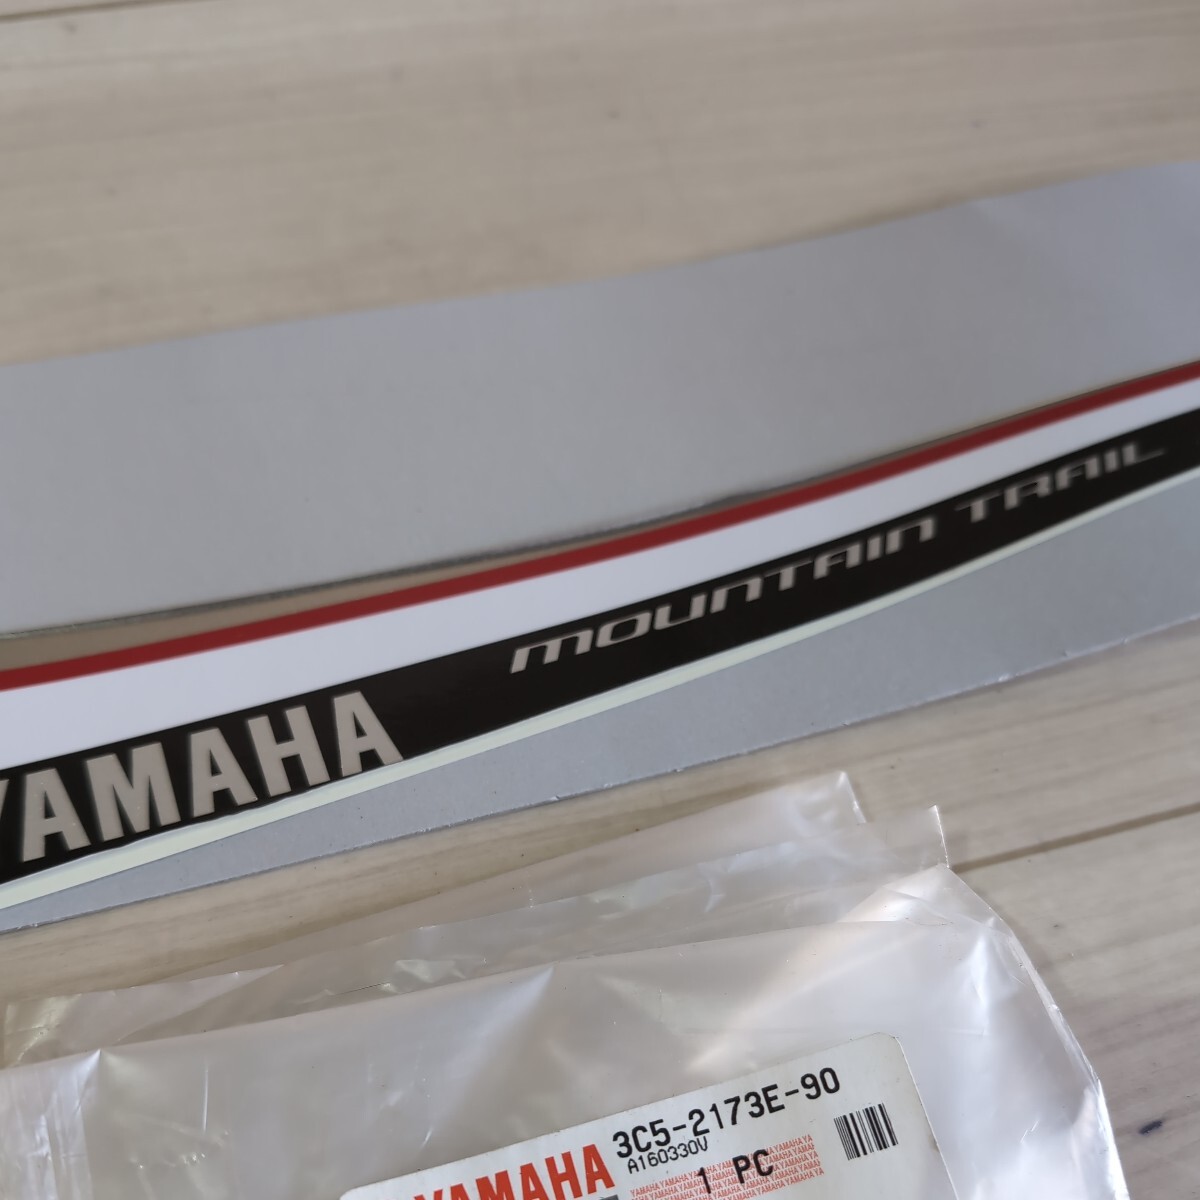 MOUNTAIN TRAIL
YAMAHA
3C5-2173E-90
A160330V
YAMAHA
1 PC